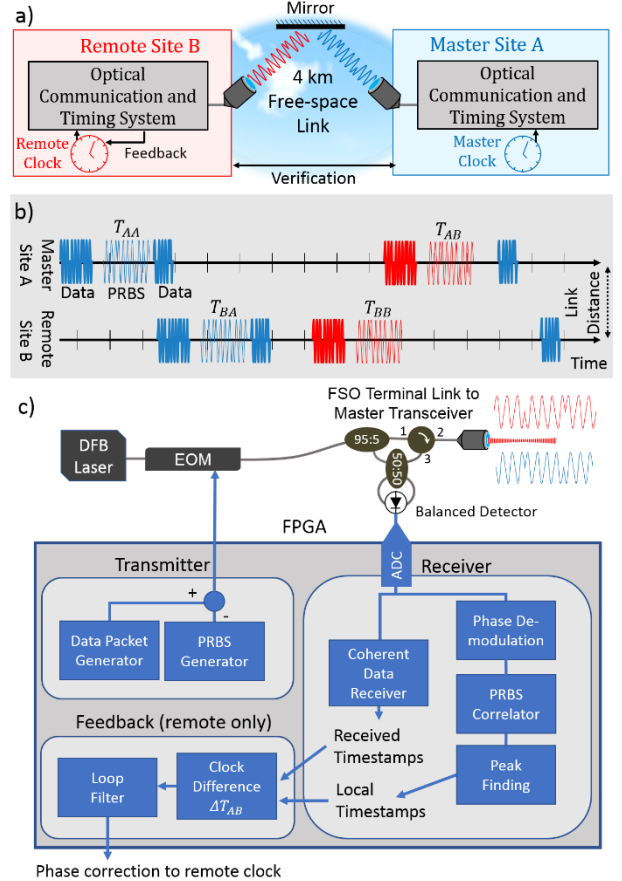 a)
Mirror
Remote Site B
Master Site A
Optical
Communication and
Timing System
4 km
Free-space
Link
Optical
Communication and
Timing System
Remote
Clock
Feedback
Master
Clock
Verification
b)
Master
Site A
T_AA
T_AB
Data
PRBS
Data
Link
Distance
Remote
Site B
T_BA
T_BB
Time
c)
FSO Terminal Link to
Master Transceiver
DFB
Laser
EOM
95:5
1
2
3
50:50
Balanced Detector
FPGA
ADC
Transmitter
Receiver
+
-
Data Packet
Generator
PRBS
Generator
Coherent
Data
Receiver
Phase De-
modulation
PRBS
Correlator
Peak
Finding
Feedback (remote only)
Received
Timestamps
Loop
Filter
Clock
Difference
ΔT_AB
Local
Timestamps
Phase correction to remote clock